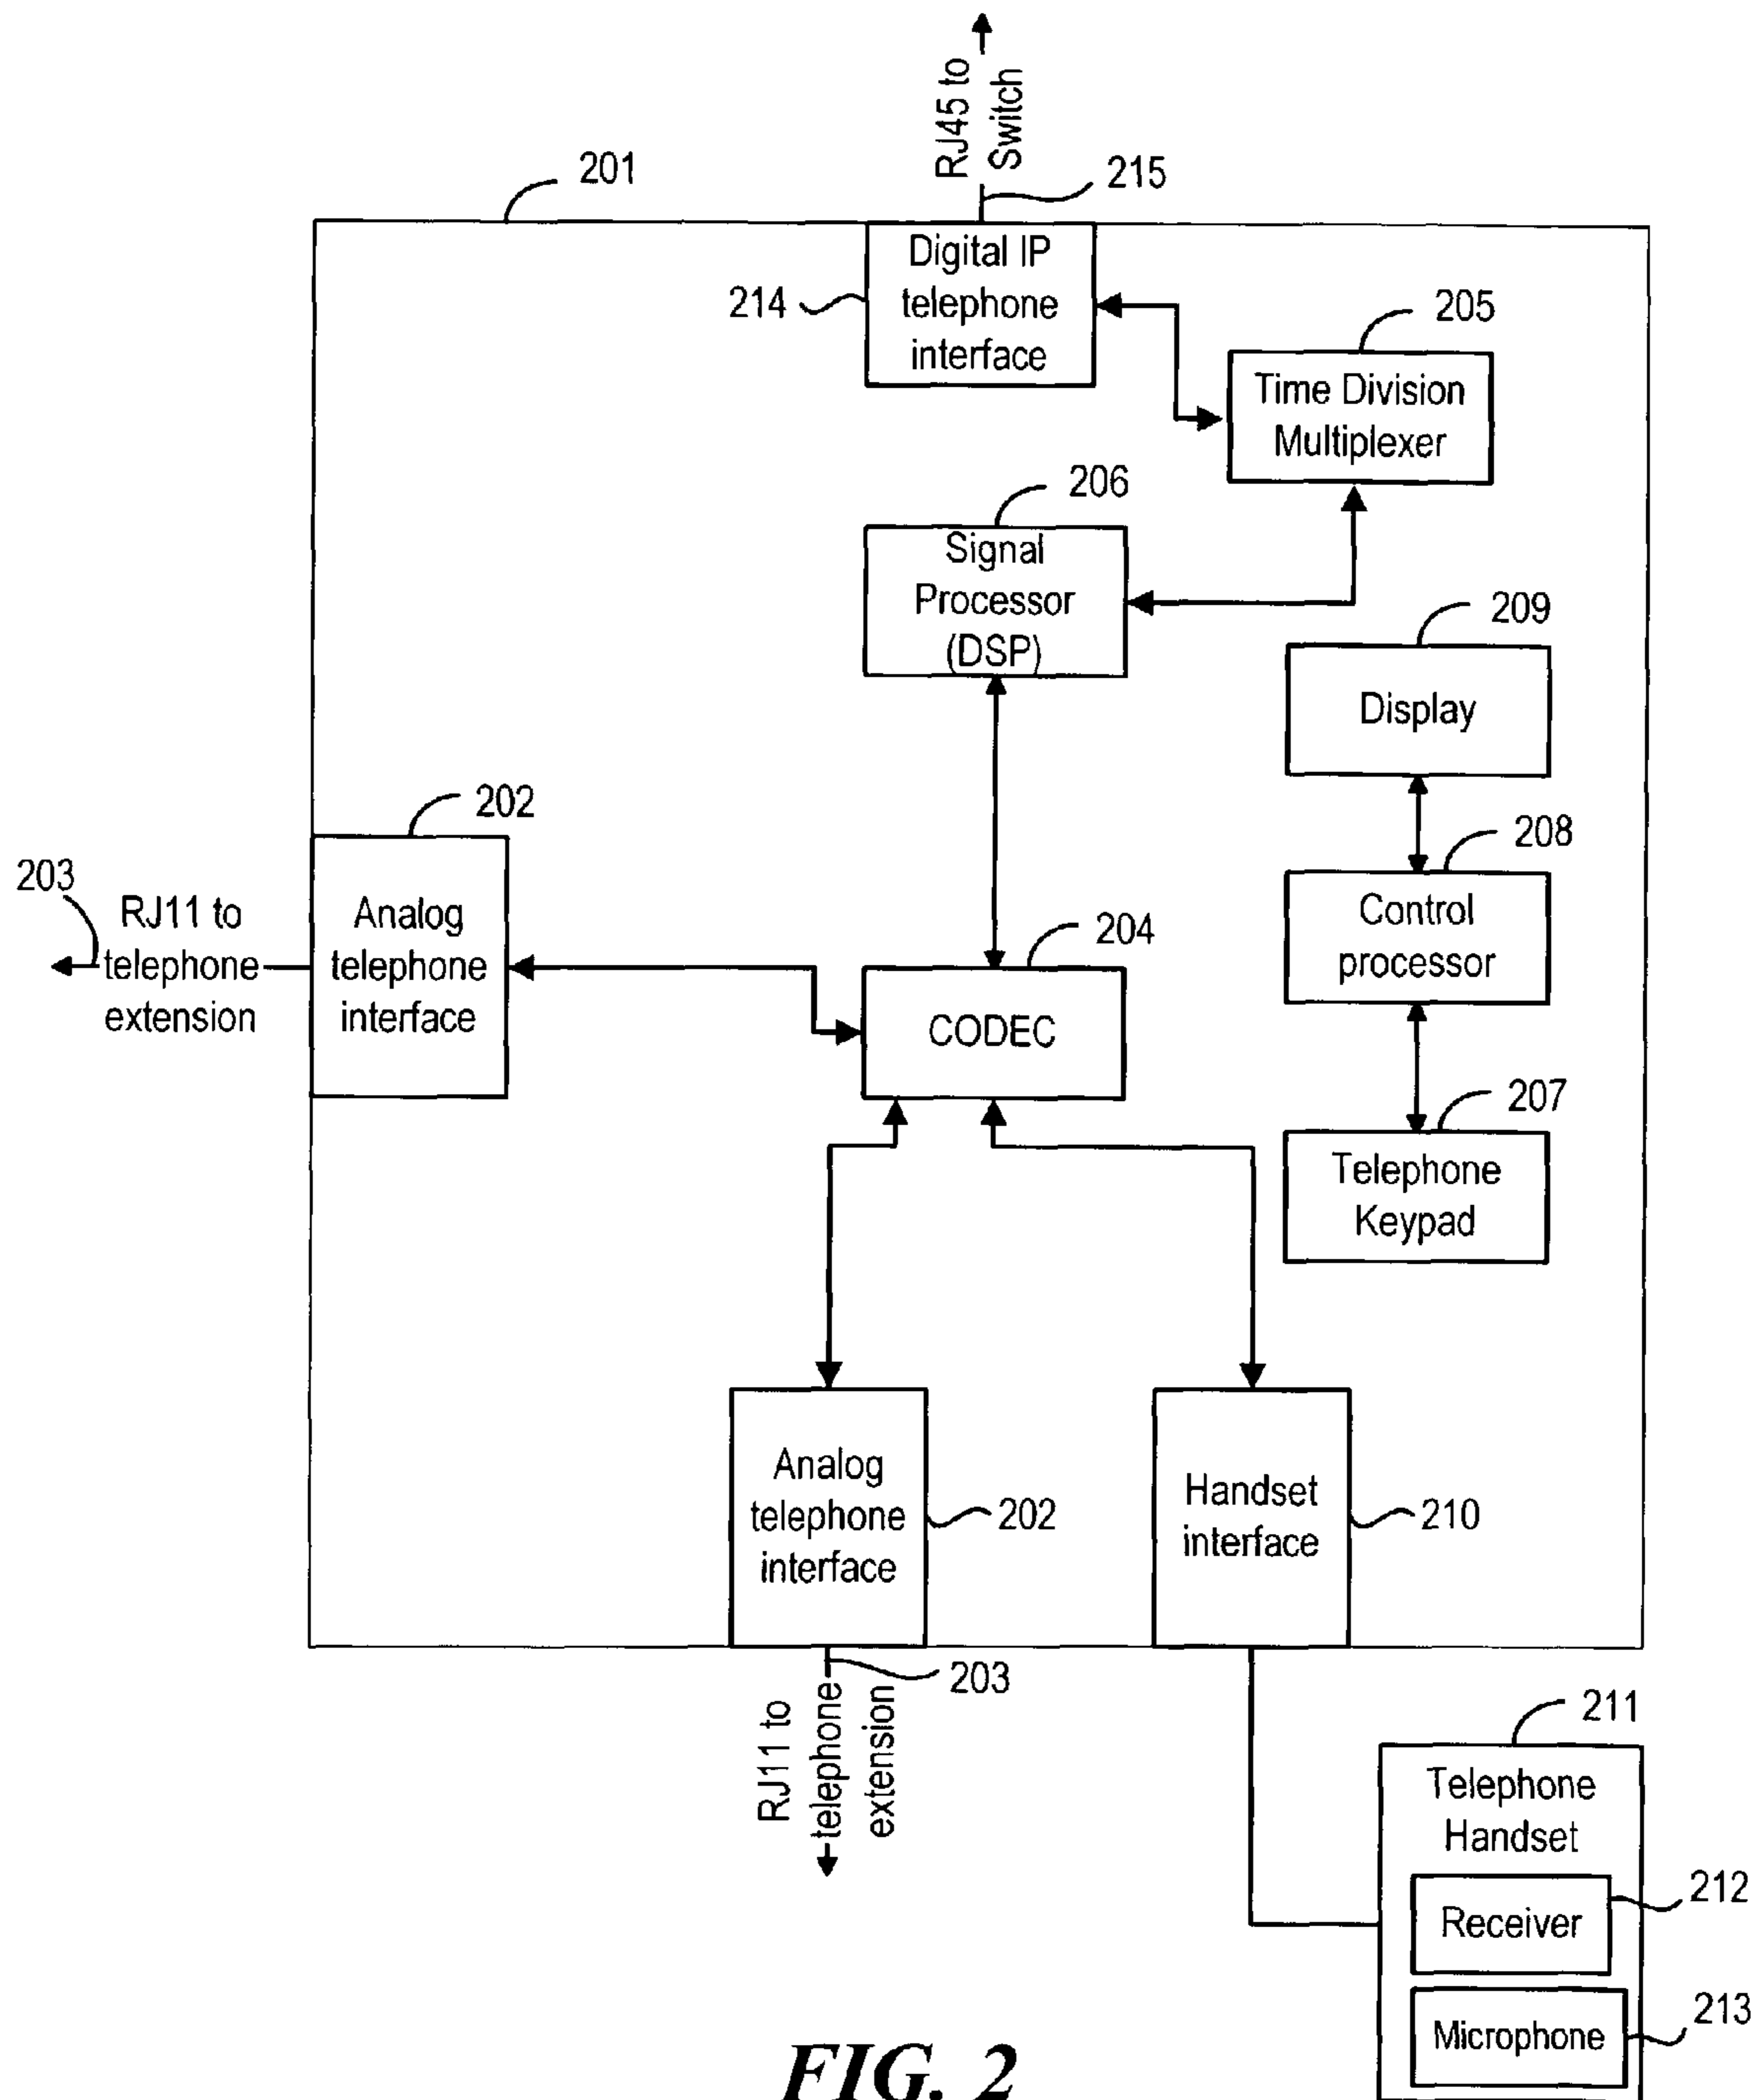 RJ45 to
Switch
201
215
Digital IP
telephone
interface
214
205
Time Division
Multiplexer
206
Signal
Processor
(DSP)
209
Display
202
208
203
RJ11 to
telephone
extension
Analog
telephone
interface
Control
processor
204
CODEC
207
Telephone
Keypad
Analog
telephone
interface
202
Handset
interface
210
203
RJ11 to
telephone
extension
211
Telephone
Handset
212
Receiver
213
Microphone
FIG. 2